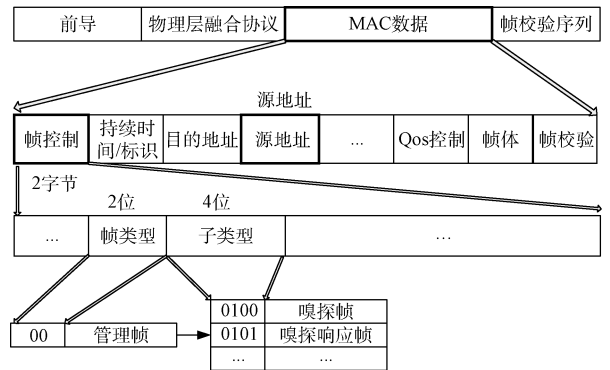 前导 物理层融合协议 MAC数据 帧校验序列
源地址
帧控制 持续时间/标识 目的地址 源地址 ... Qos控制 帧体 帧校验
2字节
2位 4位
... 帧类型 子类型 ...
0100 嗅探帧
00 管理帧 0101 嗅探响应帧
... ...